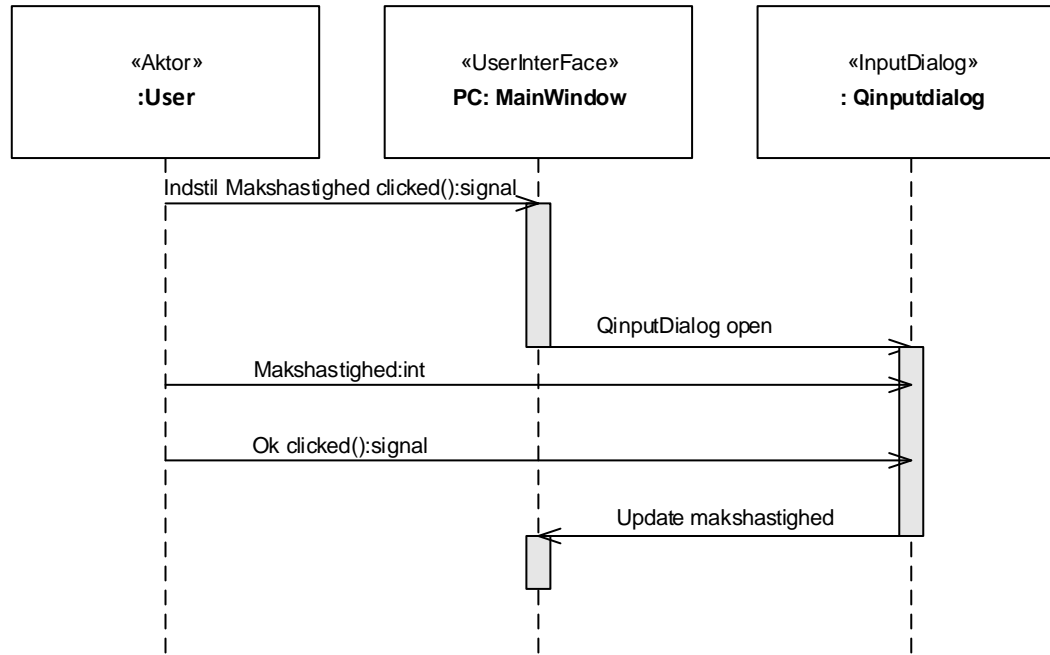 «Aktor»
:User
«UserInterFace»
PC: MainWindow
«InputDialog»
: Qinputdialog
Indstil Makshastighed clicked():signal
QinputDialog open
Makshastighed:int
Ok clicked():signal
Update makshastighed